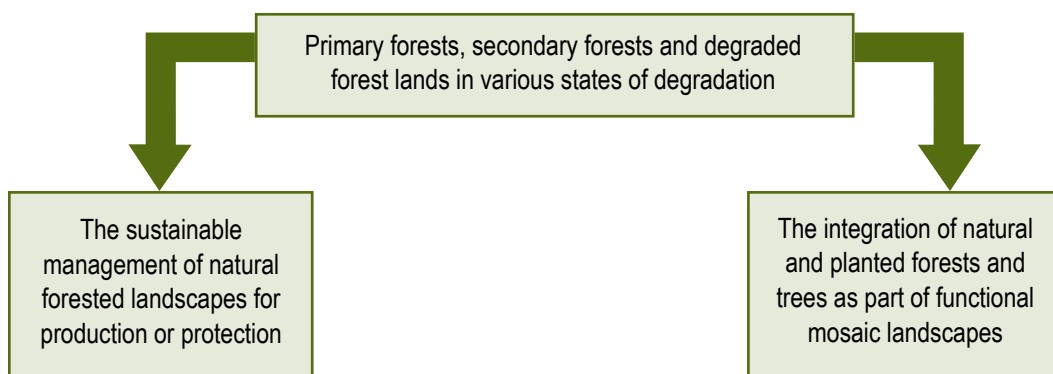 Primary forests, secondary forests and degraded
forest lands in various states of degradation
The sustainable
management of natural
forested landscapes for
production or protection
The integration of natural
and planted forests and
trees as part of functional
mosaic landscapes